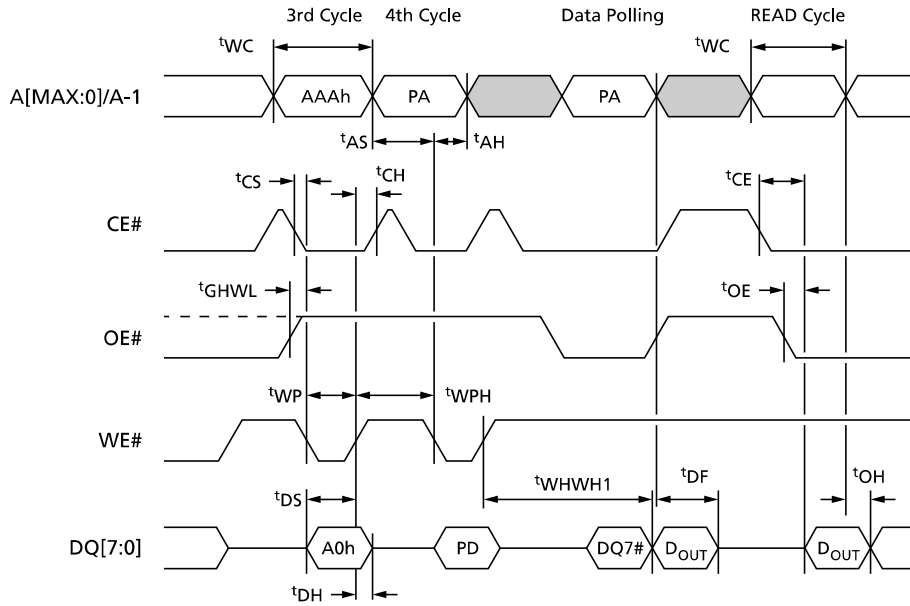 3rd Cycle 4th Cycle Data Polling READ Cycle
tWC tWC
A[MAX:0]/A-1 AAAh PA PA
tAS tAH
tCS tCH tCE
CE#
tGHWL tOE
OE#
tWP tWPH
WE#
tDS tWHWH1 tDF tOH
DQ[7:0] A0h PD DQ7# DOUT DOUT
tDH